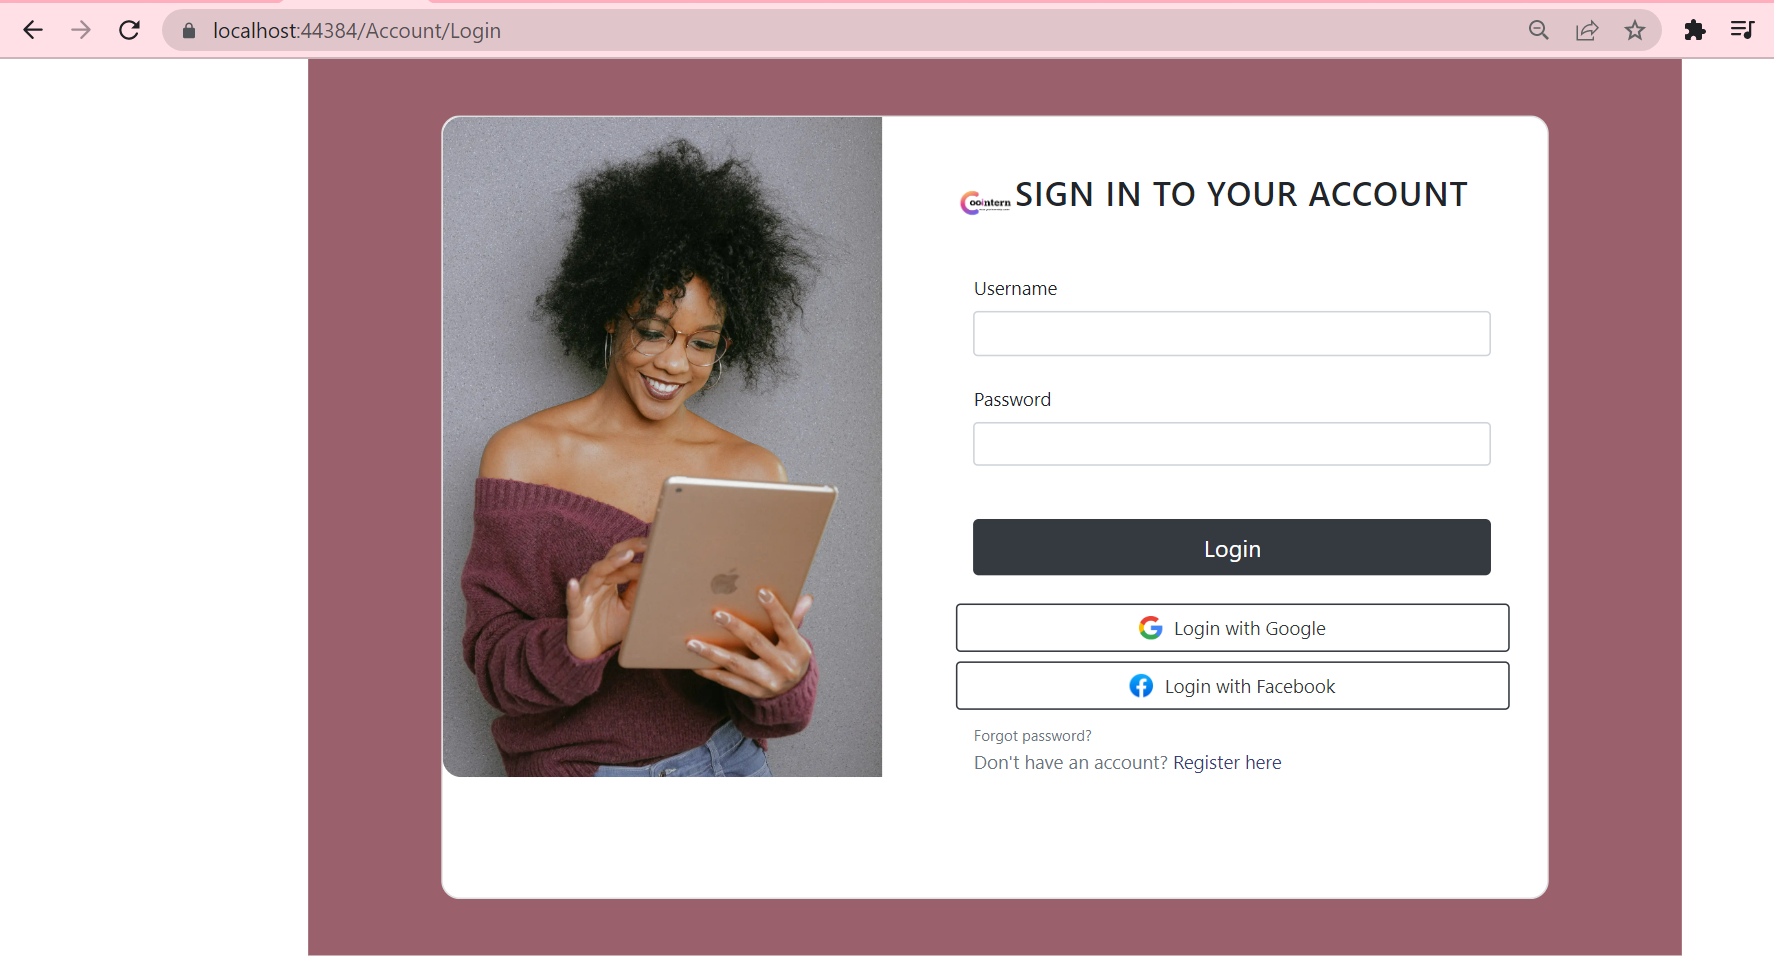 localhost:44384/Account/Login
Cointern SIGN IN TO YOUR ACCOUNT
Username
Password
Login
Login with Google
Login with Facebook
Forgot password?
Don't have an account? Register here